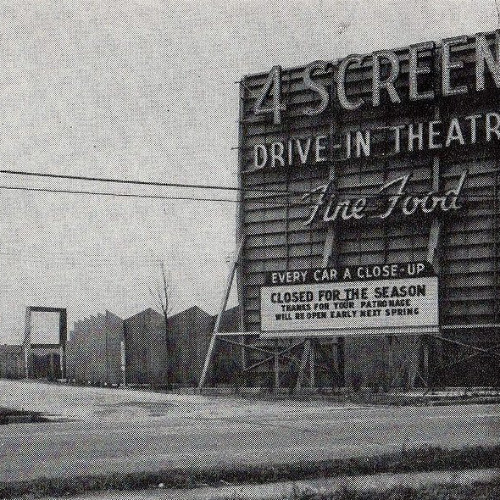 4 SCREEN
DRIVE-IN THEATR
Fine Food
EVERY CAR A CLOSE-UP
CLOSED FOR THE SEASON
THANKS FOR YOUR PATRONAGE
WILL BE OPEN EARLY NEXT SPRING